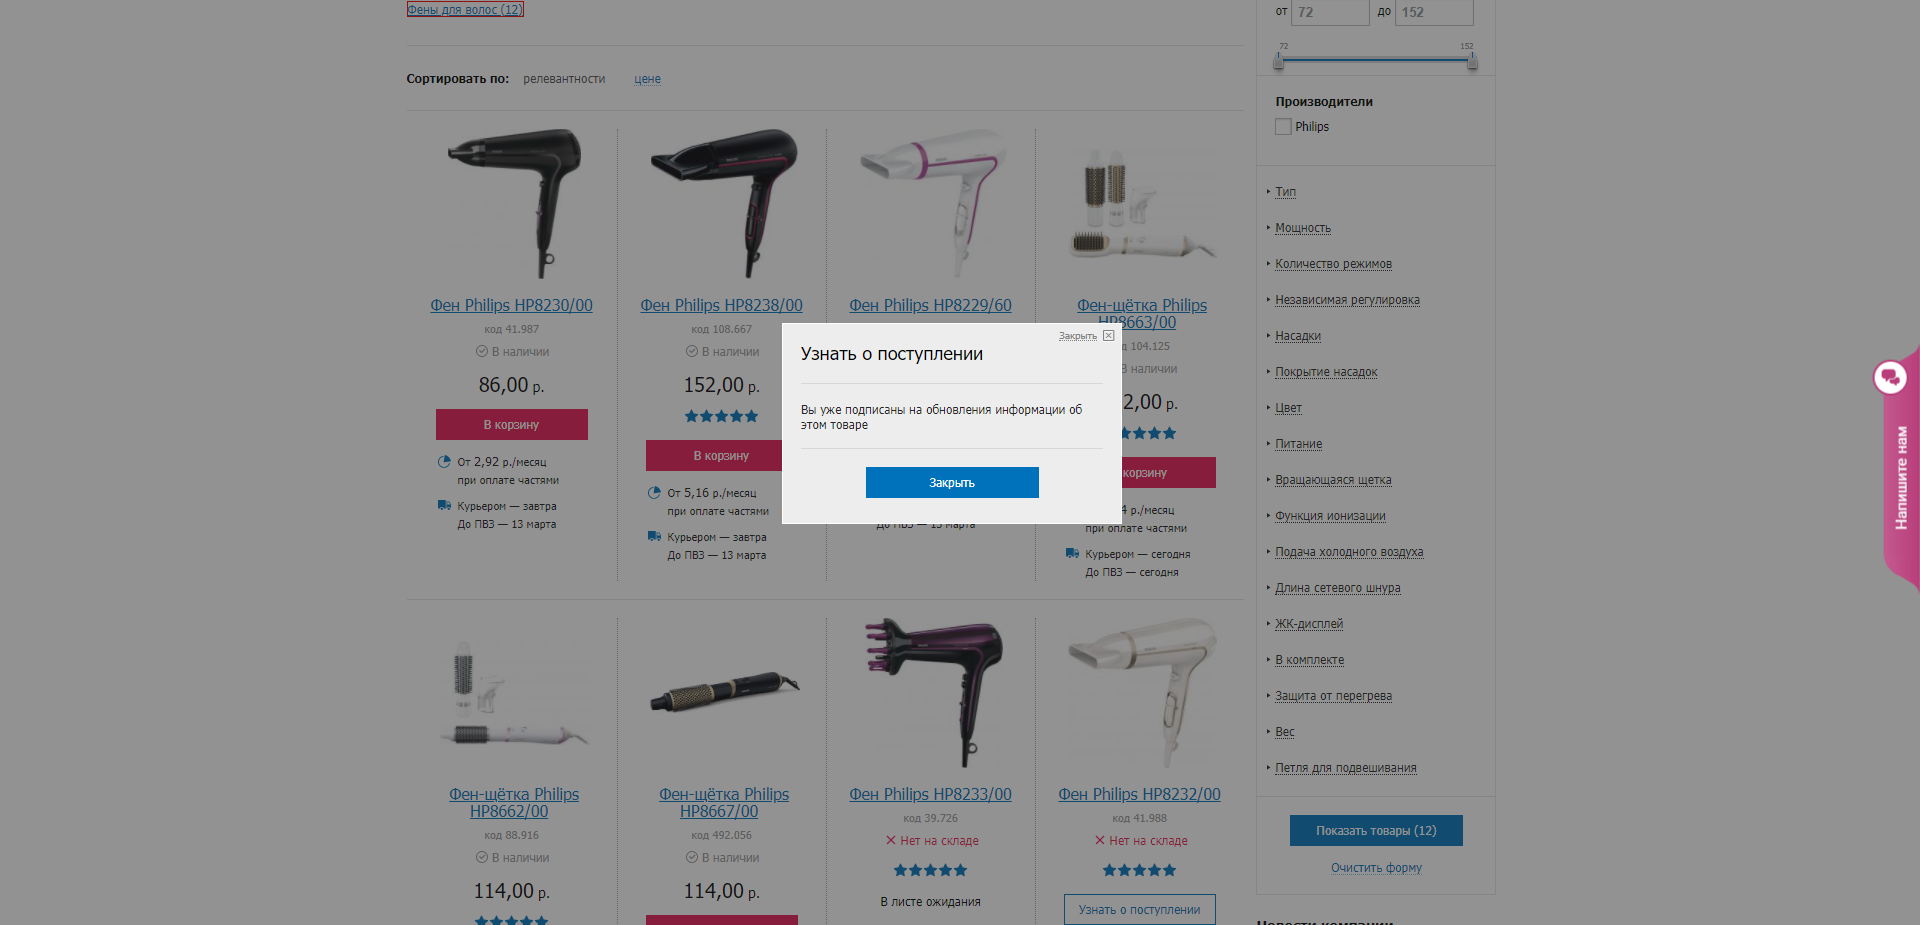 Фены для волос (12)
от 72 до 152
72 152
Сортировать по: релевантности цене
Производители
Philips
Тип
Мощность
Количество режимов
Независимая регулировка
Насадки
Покрытие насадок
Цвет
Питание
Вращающаяся щетка
Функция ионизации
Подача холодного воздуха
Длина сетевого шнура
ЖК-дисплей
В комплекте
Защита от перегрева
Вес
Петля для подвешивания
Показать товары (12)
Очистить форму
Новости компании
Фен Philips HP8230/00
код 41.987
В наличии
86,00 р.
В корзину
От 2,92 р./месяц
при оплате частями
Курьером — завтра
До ПВЗ — 13 марта
Фен Philips HP8238/00
код 108.667
В наличии
152,00 р.
В корзину
От 5,16 р./месяц
при оплате частями
Курьером — завтра
До ПВЗ — 13 марта
Фен Philips HP8229/60
До ПВЗ — 13 марта
Фен-щётка Philips
HP8663/00
д 104.125
В наличии
2,00 р.
корзину
4 р./месяц
при оплате частями
Курьером — сегодня
До ПВЗ — сегодня
Закрыть
Узнать о поступлении
Вы уже подписаны на обновления информации об
этом товаре
Закрыть
Фен-щётка Philips
HP8662/00
код 88.916
В наличии
114,00 р.
Фен-щётка Philips
HP8667/00
код 492.056
В наличии
114,00 р.
Фен Philips HP8233/00
код 39.726
Нет на складе
В листе ожидания
Фен Philips HP8232/00
код 41.988
Нет на складе
Узнать о поступлении
Напишите нам